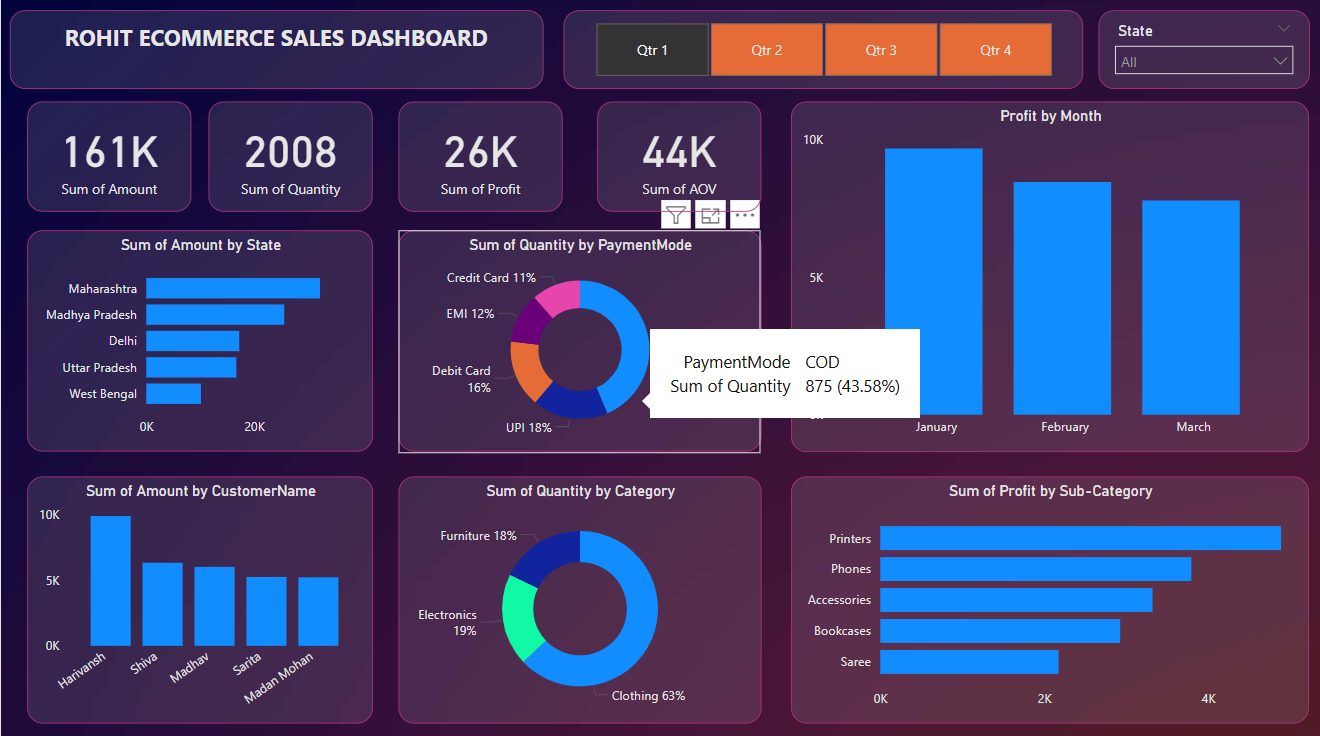 ROHIT ECOMMERCE SALES DASHBOARD
Qtr 1
Qtr 2
Qtr 3
Qtr 4
State
All
161K
Sum of Amount
2008
Sum of Quantity
26K
Sum of Profit
44K
Sum of AOV
Profit by Month
10K
5K
January
February
March
Sum of Amount by State
Maharashtra
Madhya Pradesh
Delhi
Uttar Pradesh
West Bengal
0K
20K
Sum of Quantity by PaymentMode
Credit Card 11%
EMI 12%
Debit Card
16%
UPI 18%
PaymentMode COD
Sum of Quantity 875 (43.58%)
Sum of Amount by CustomerName
10K
5K
0K
Harivansh
Shiva
Madhav
Sarita
Madan Mohan
Sum of Quantity by Category
Furniture 18%
Electronics
19%
Clothing 63%
Sum of Profit by Sub-Category
Printers
Phones
Accessories
Bookcases
Saree
0K
2K
4K